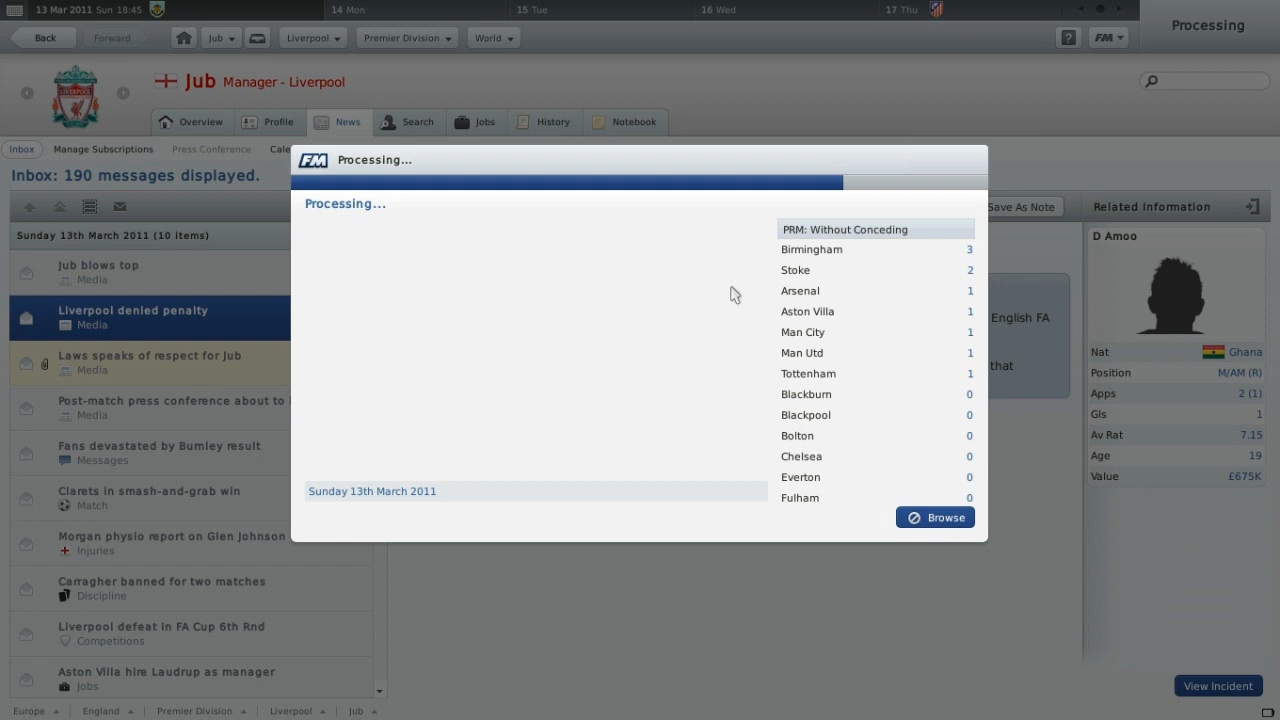 13 Mar 2011 Sun 18:45
14 Mon
15 Tue
16 Wed
17 Thu
Processing
Back
Forward
Job
Liverpool
Premier Division
World
FM
Jub Manager - Liverpool
Overview
Profile
News
Search
Jobs
History
Notebook
Inbox
Manage Subscriptions
Press Conference
Cale
Inbox: 190 messages displayed.
Save As Note
Related Information
Sunday 13th March 2011 (10 items)
Jub blows top
Media
Liverpool denied penalty
Media
Laws speaks of respect for Jub
Media
Post-match press conference about to
Media
Fans devastated by Burnley result
Messages
Clarets in smash-and-grab win
Match
Morgan physio report on Glen Johnson
Injuries
Carragher banned for two matches
Discipline
Liverpool defeat in FA Cup 6th Rnd
Competitions
Aston Villa hire Laudrup as manager
Jobs
FM Processing...
Processing...
PRM: Without Conceding
Birmingham 3
Stoke 2
Arsenal 1
Aston Villa 1
Man City 1
Man Utd 1
Tottenham 1
Blackburn 0
Blackpool 0
Bolton 0
Chelsea 0
Everton 0
Fulham 0
Sunday 13th March 2011
Browse
English FA
that
D Amoo
Nat Ghana
Position M/AM (R)
Apps 2 (1)
Gls 1
Av Rat 7.15
Age 19
Value £675K
View Incident
Europe
England
Premier Division
Liverpool
Jub